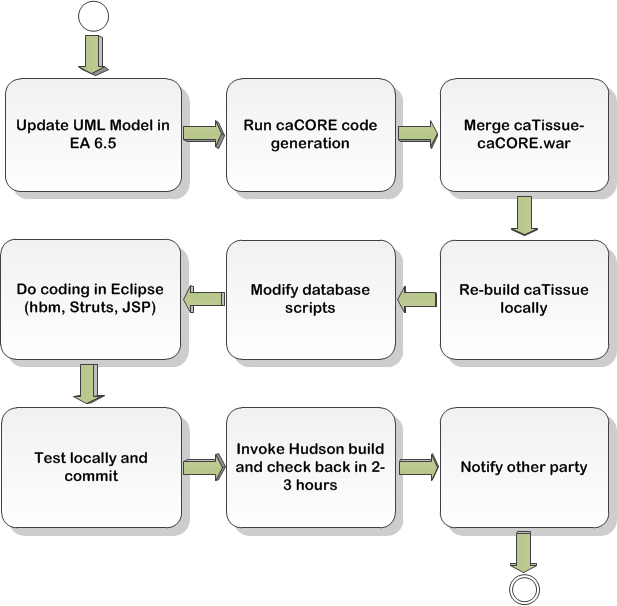 Update UML Model in
EA 6.5
Run caCORE code
generation
Merge caTissue-
caCORE.war
Do coding in Eclipse
(hbm, Struts, JSP)
Modify database
scripts
Re-build caTissue
locally
Test locally and
commit
Invoke Hudson build
and check back in 2-
3 hours
Notify other party